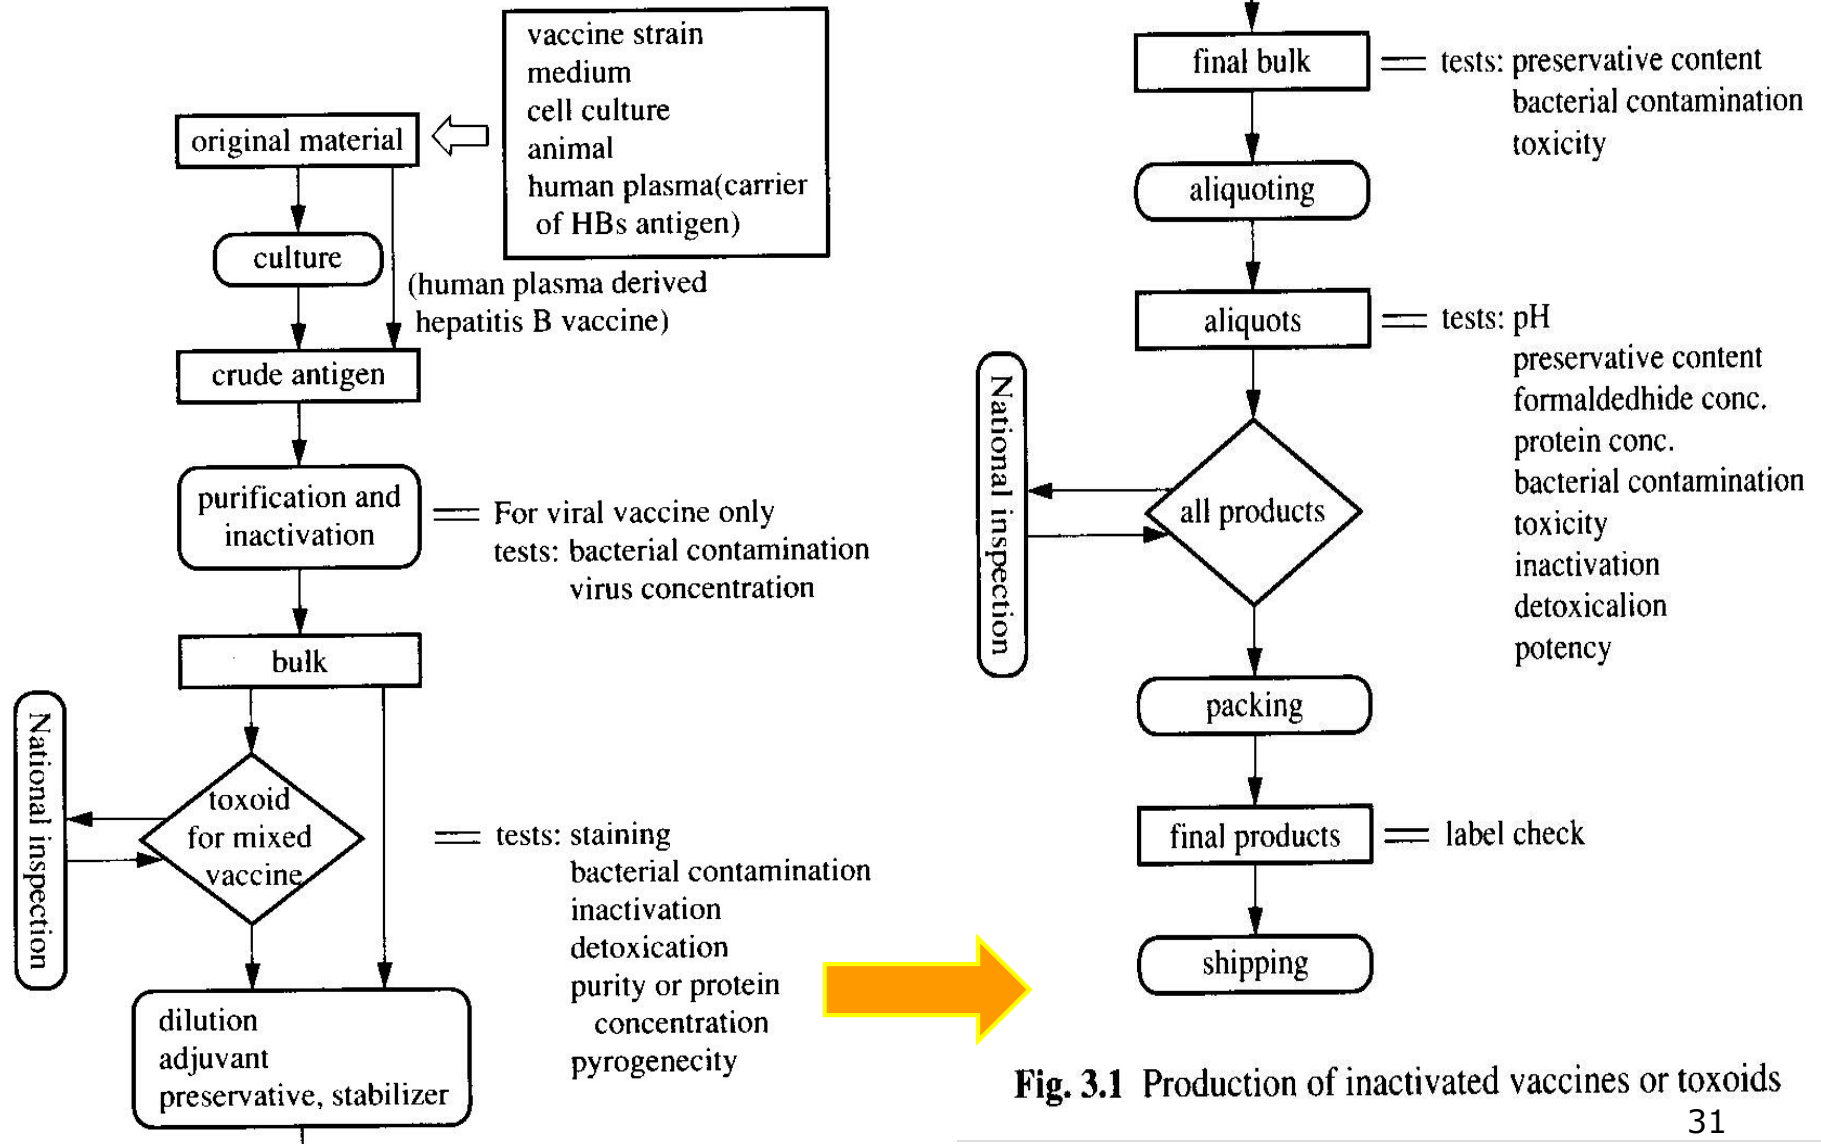 vaccine strain
medium
cell culture
animal
human plasma(carrier
of HBs antigen)
original material
culture
(human plasma derived
hepatitis B vaccine)
crude antigen
purification and
inactivation
For viral vaccine only
tests: bacterial contamination
virus concentration
bulk
National inspection
toxoid
for mixed
vaccine
tests: staining
bacterial contamination
inactivation
detoxication
purity or protein
concentration
pyrogenecity
dilution
adjuvant
preservative, stabilizer
final bulk
tests: preservative content
bacterial contamination
toxicity
aliquoting
aliquots
tests: pH
preservative content
formaldedhide conc.
protein conc.
bacterial contamination
toxicity
inactivation
detoxicalion
potency
National inspection
all products
packing
final products
label check
shipping
Fig. 3.1 Production of inactivated vaccines or toxoids
31